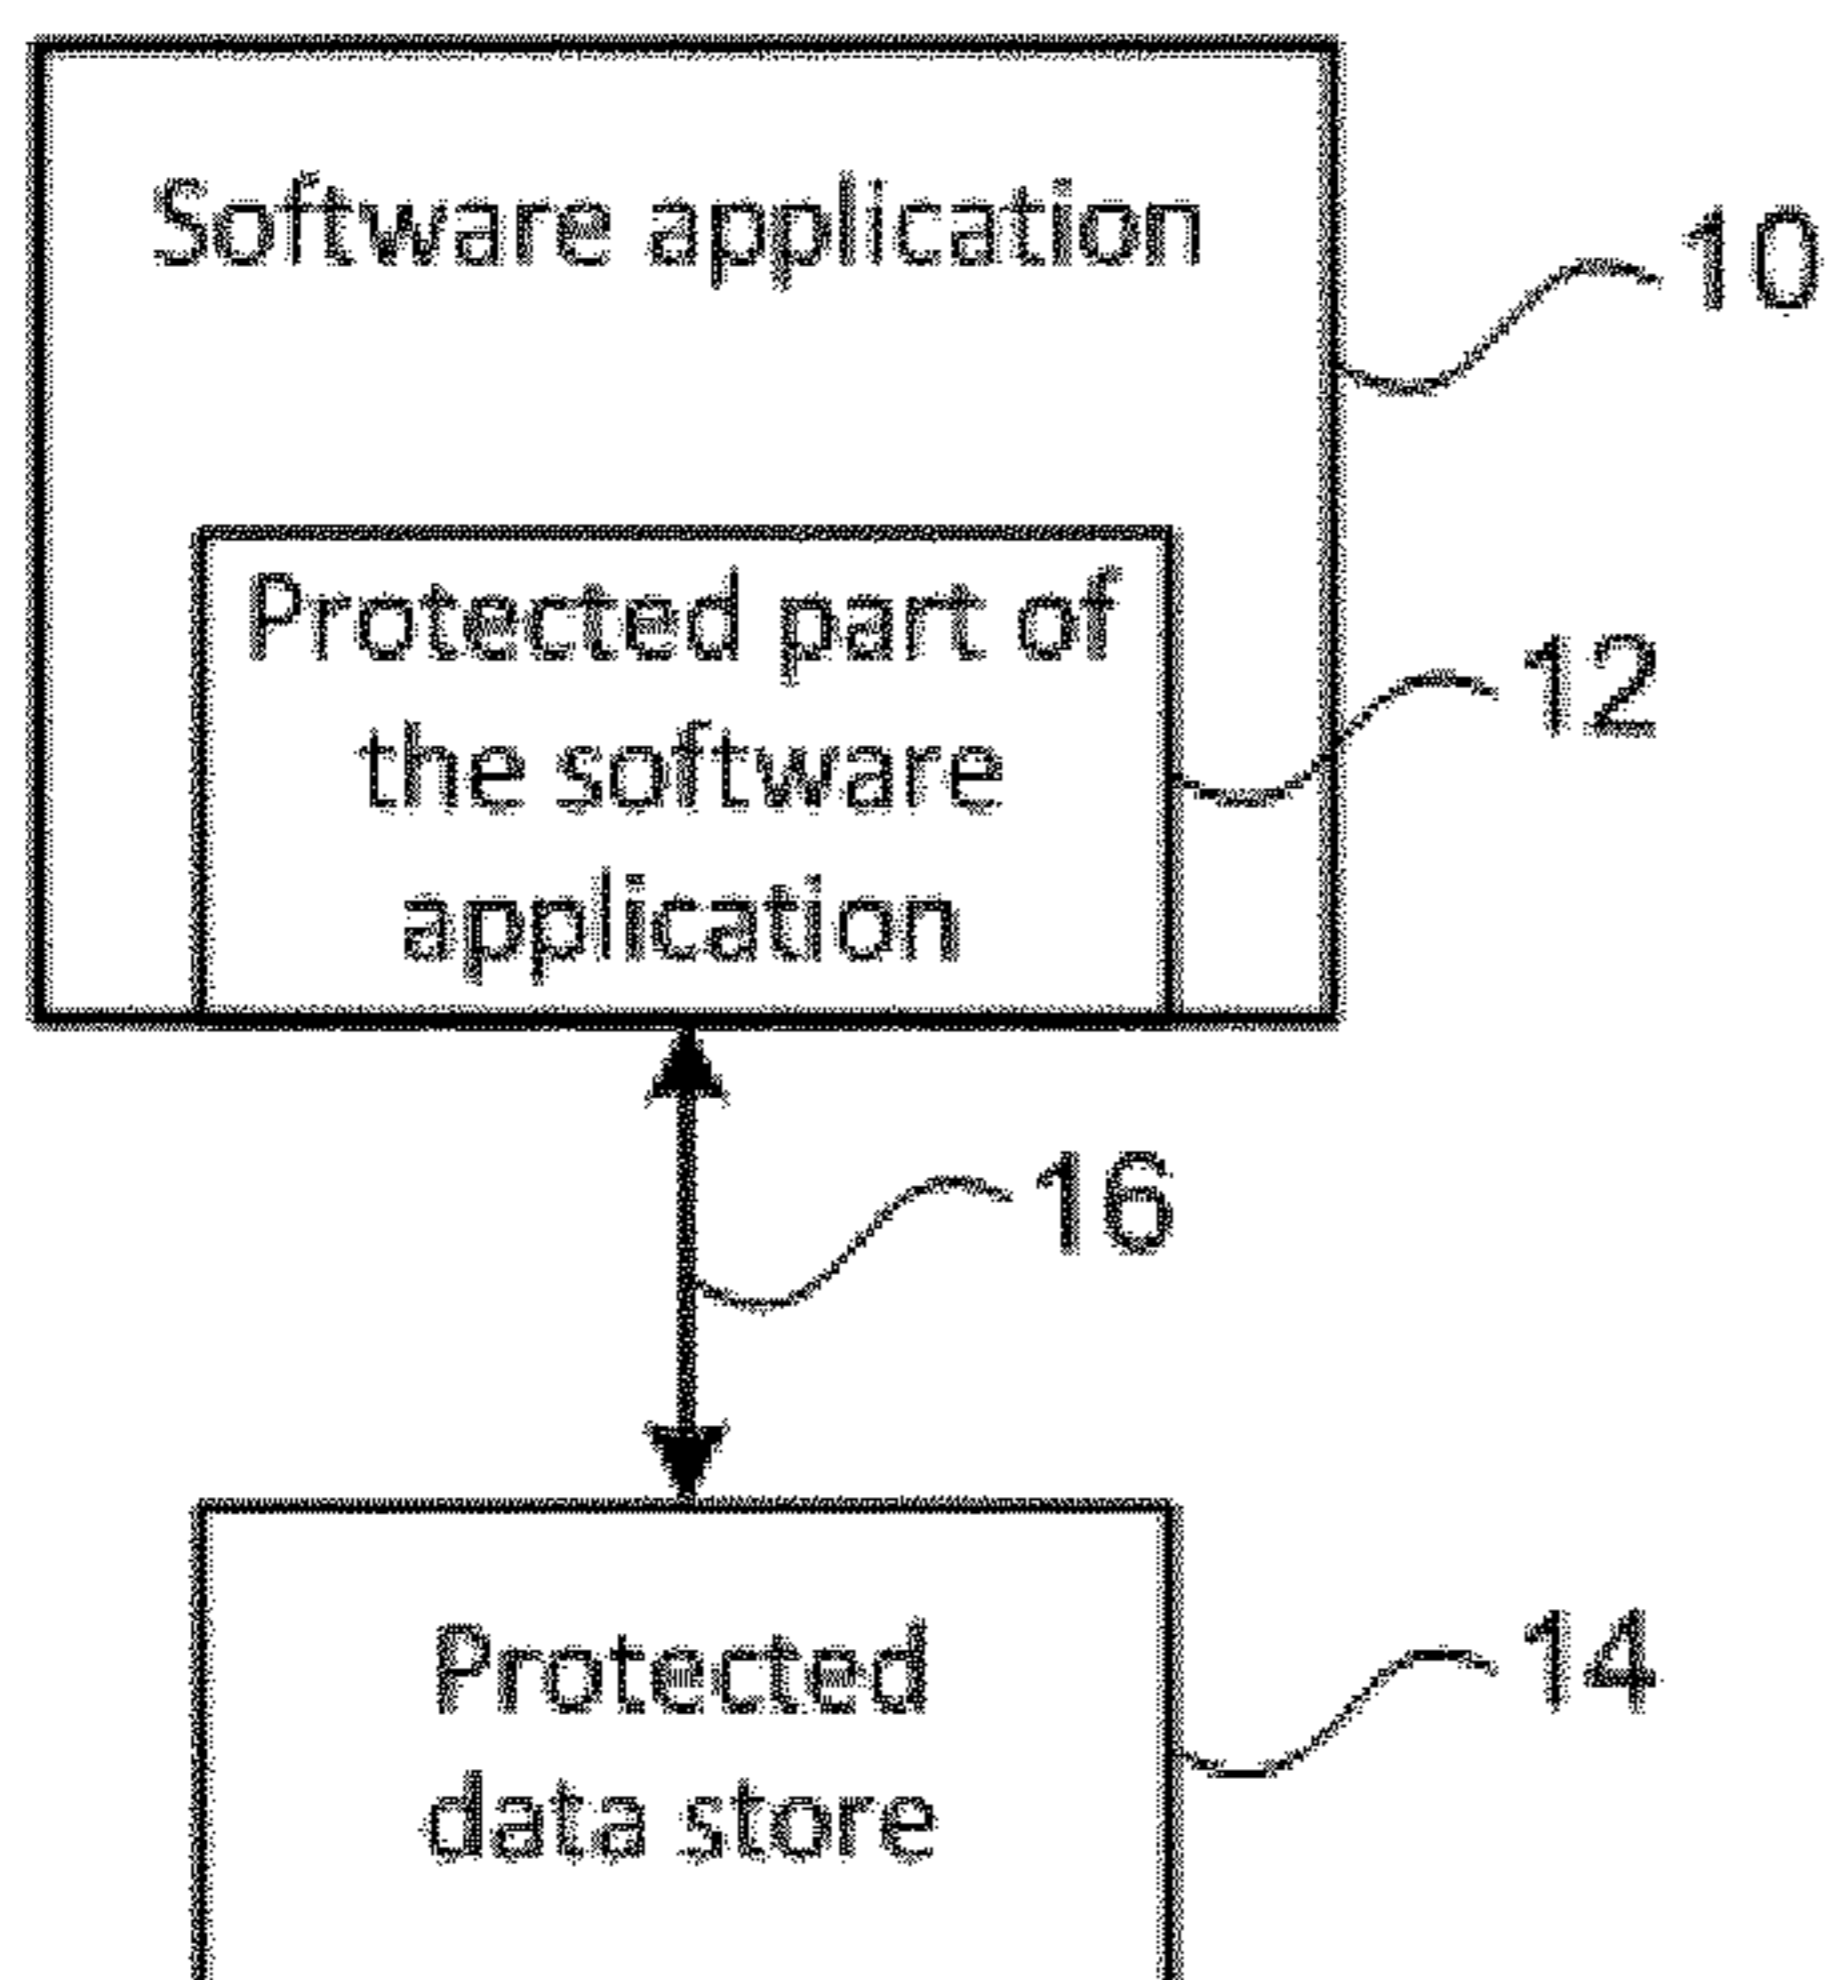 Software application
10
Protected part of
the software
application
12
16
Protected
data store
14